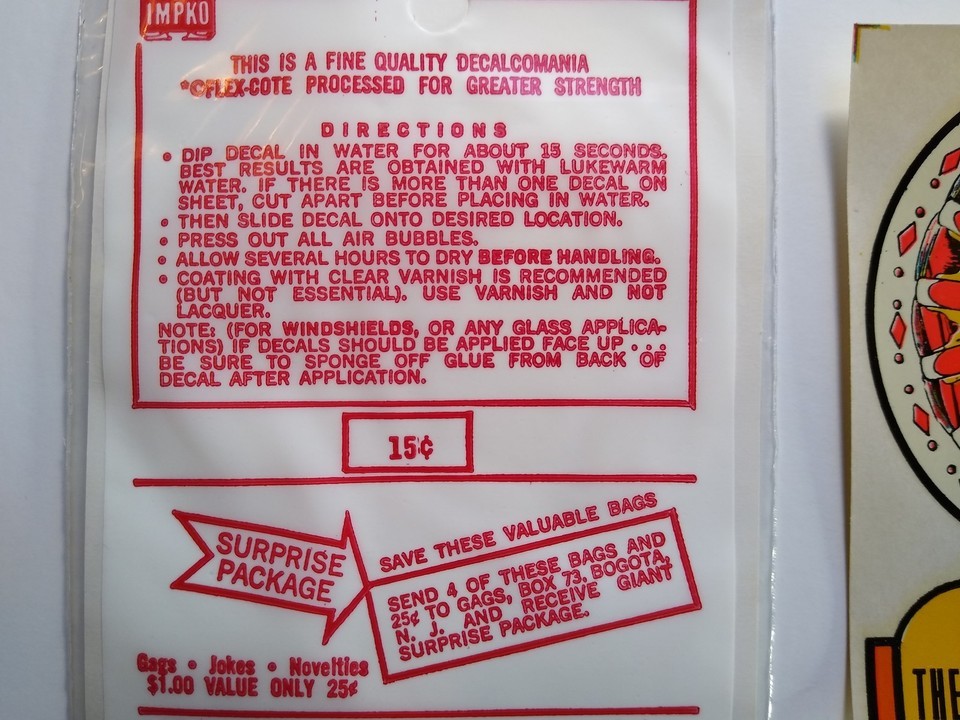 IMPKO
THIS IS A FINE QUALITY DECALCOMANIA
*©FLEX-COTE PROCESSED FOR GREATER STRENGTH
DIRECTIONS
• DIP DECAL IN WATER FOR ABOUT 15 SECONDS.
BEST RESULTS ARE OBTAINED WITH LUKEWARM
WATER. IF THERE IS MORE THAN ONE DECAL ON
SHEET, CUT APART BEFORE PLACING IN WATER.
• THEN SLIDE DECAL ONTO DESIRED LOCATION.
• PRESS OUT ALL AIR BUBBLES.
• ALLOW SEVERAL HOURS TO DRY BEFORE HANDLING.
• COATING WITH CLEAR VARNISH IS RECOMMENDED
(BUT NOT ESSENTIAL). USE VARNISH AND NOT
LACQUER.
NOTE: (FOR WINDSHIELDS, OR ANY GLASS APPLICA-
TIONS) IF DECALS SHOULD BE APPLIED FACE UP . . .
BE SURE TO SPONGE OFF GLUE FROM BACK OF
DECAL AFTER APPLICATION.
15¢
SURPRISE
PACKAGE
SAVE THESE VALUABLE BAGS
SEND 4 OF THESE BAGS AND
25¢ TO GAGS, BOX 73, BOGOTA,
N. J. AND RECEIVE GIANT
SURPRISE PACKAGE.
Gags • Jokes • Novelties
$1.00 VALUE ONLY 25¢
THE